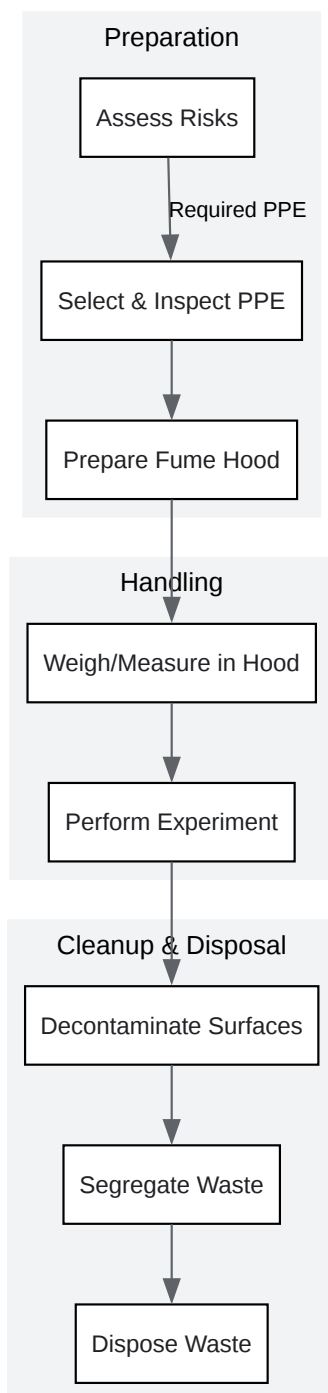 Preparation
Assess Risks
Required PPE
Select & Inspect PPE
Prepare Fume Hood
Handling
Weigh/Measure in Hood
Perform Experiment
Cleanup & Disposal
Decontaminate Surfaces
Segregate Waste
Dispose Waste